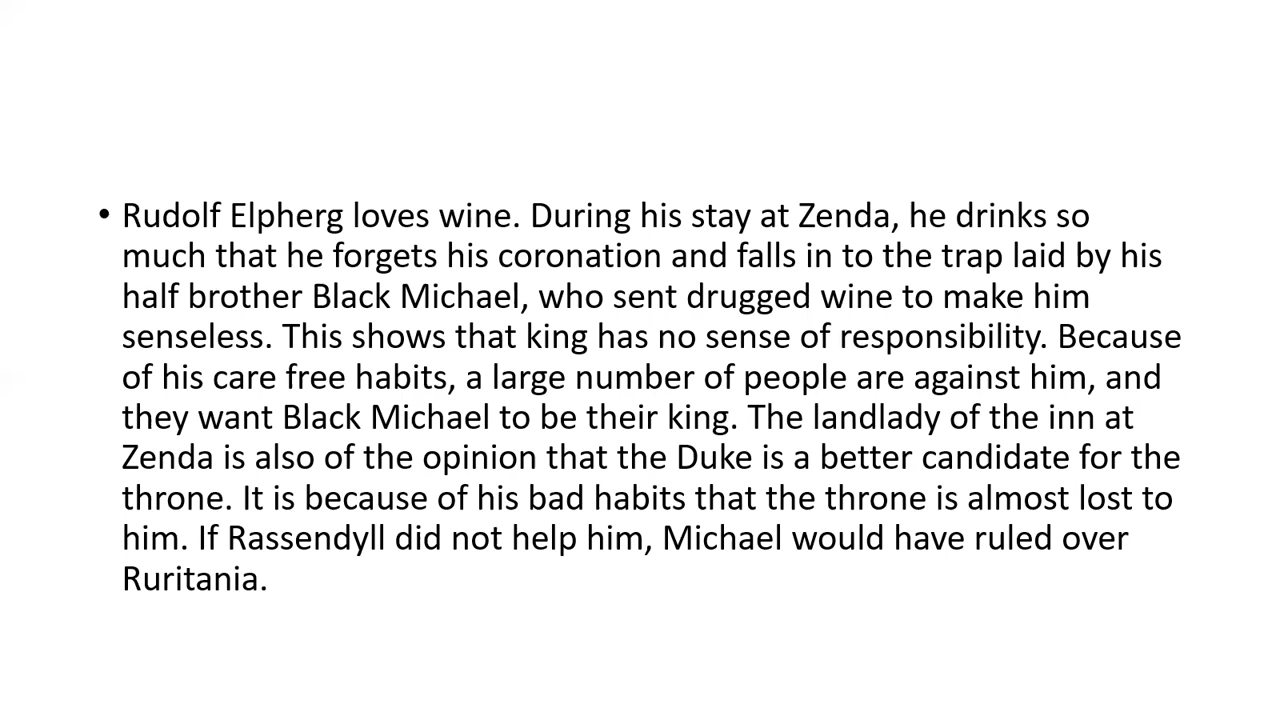 • Rudolf Elpherg loves wine. During his stay at Zenda, he drinks so
much that he forgets his coronation and falls in to the trap laid by his
half brother Black Michael, who sent drugged wine to make him
senseless. This shows that king has no sense of responsibility. Because
of his care free habits, a large number of people are against him, and
they want Black Michael to be their king. The landlady of the inn at
Zenda is also of the opinion that the Duke is a better candidate for the
throne. It is because of his bad habits that the throne is almost lost to
him. If Rassendyll did not help him, Michael would have ruled over
Ruritania.